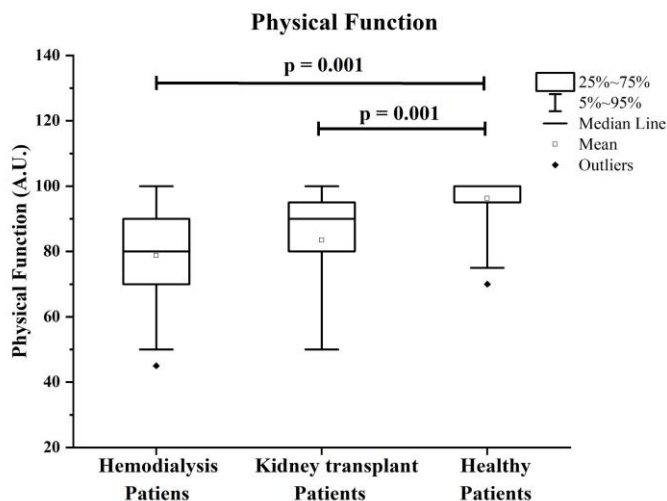 Physical Function
140
120
100
80
60
40
20
Physical Function (A.U.)
p = 0.001
p = 0.001
25%~75%
5%~95%
Median Line
Mean
Outliers
Hemodialysis
Patiens
Kidney transplant
Patients
Healthy
Patients